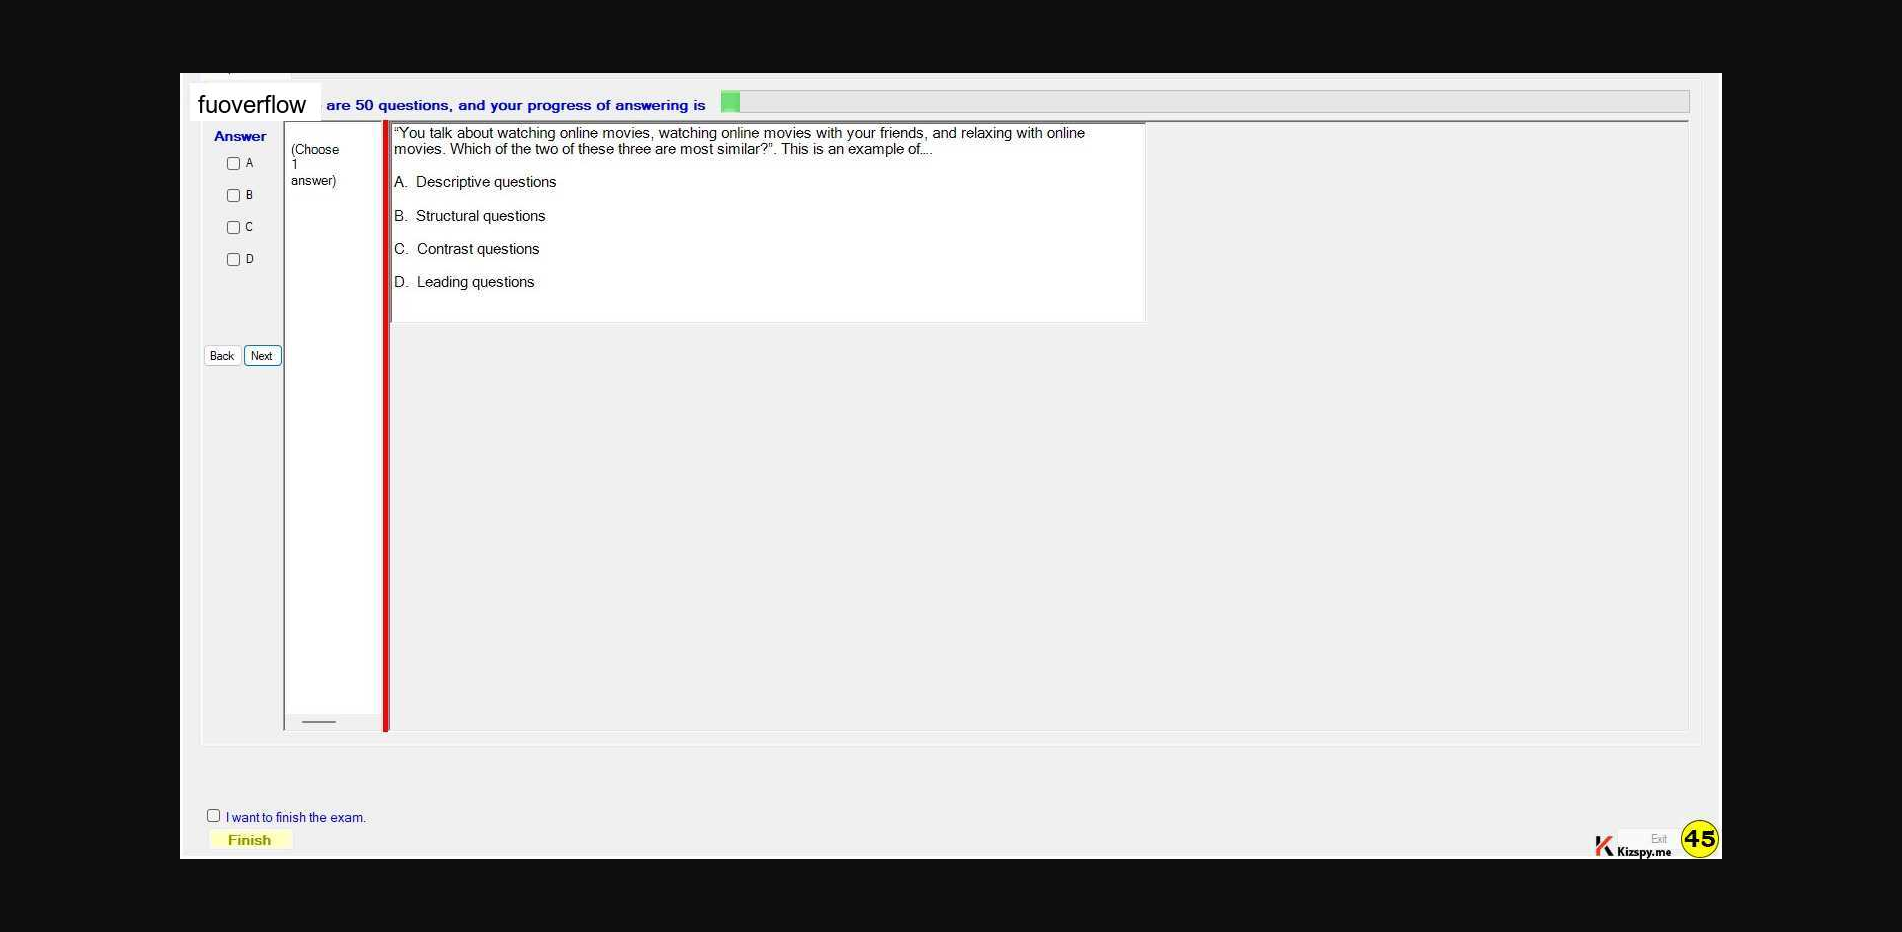 fuoverflow are 50 questions, and your progress of answering is
Answer
A
B
C
D
Back Next
(Choose
1
answer)
“You talk about watching online movies, watching online movies with your friends, and relaxing with online
movies. Which of the two of these three are most similar?”. This is an example of....
A. Descriptive questions
B. Structural questions
C. Contrast questions
D. Leading questions
I want to finish the exam.
Finish
Exit
Kizspy.me
45